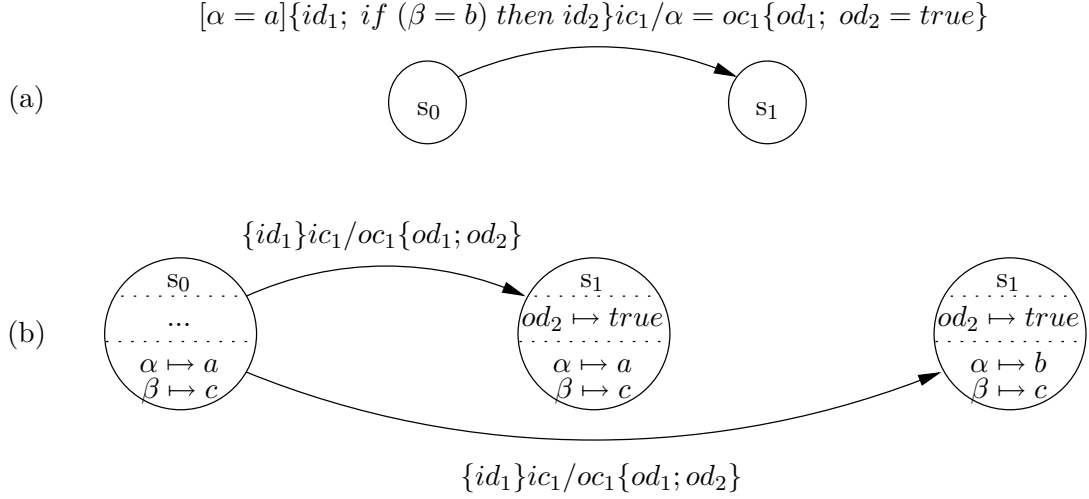 [α = a]{id₁; if (β = b) then id₂}ic₁/α = oc₁{od₁; od₂ = true}
(a)
s₀
s₁
{id₁}ic₁/oc₁{od₁; od₂}
(b)
s₀
...
α ↦ a
β ↦ c
s₁
od₂ ↦ true
α ↦ a
β ↦ c
s₁
od₂ ↦ true
α ↦ b
β ↦ c
{id₁}ic₁/oc₁{od₁; od₂}